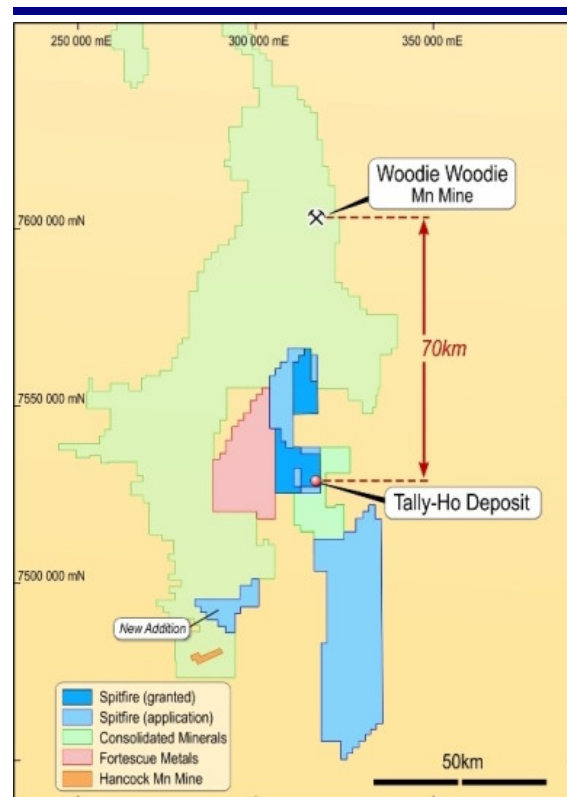 250 000 mE
300 000 mE
350 000 mE
Woodie Woodie
Mn Mine
7600 000 mN
70km
7550 000 mN
Tally-Ho Deposit
7500 000 mN
New Addition
Spitfire (granted)
Spitfire (application)
Consolidated Minerals
Fortescue Metals
Hancock Mn Mine
50km